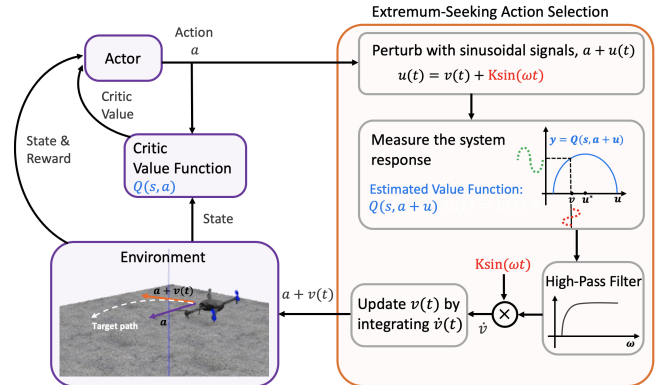 Extremum-Seeking Action Selection
Action
a
Actor
Perturb with sinusoidal signals, a + u(t)
u(t) = v(t) + Ksin(ωt)
Critic
Value
State &
Reward
Critic
Value Function
Q(s, a)
State
Measure the system
response
Estimated Value Function:
Q(s, a + u)
y = Q(s, a + u)
v u* u
Environment
a + v(t)
a
Target path
a + v(t)
Update v(t) by
integrating v̇(t)
v̇
×
Ksin(ωt)
High-Pass Filter
ω